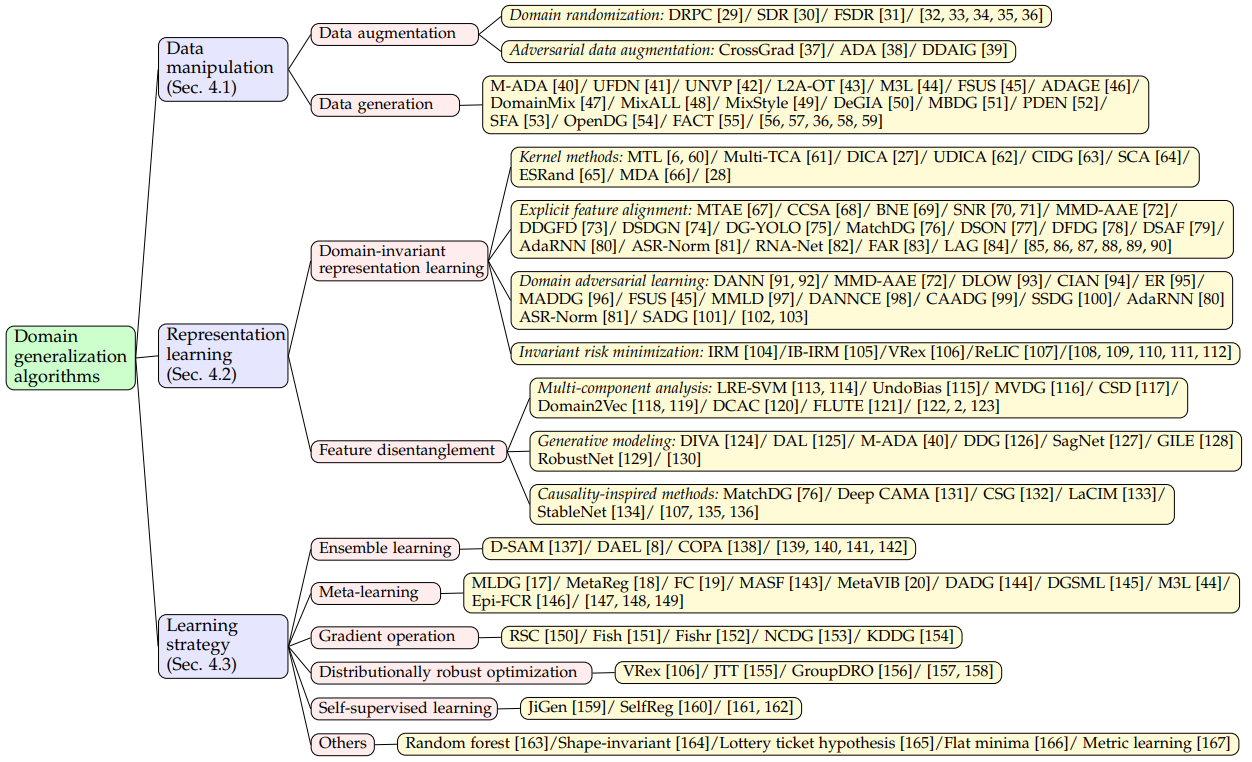 Domain
generalization
algorithms
Data
manipulation
(Sec. 4.1)
Data augmentation
Domain randomization: DRPC [29]/ SDR [30]/ FSDR [31]/ [32, 33, 34, 35, 36]
Adversarial data augmentation: CrossGrad [37]/ ADA [38]/ DDAIG [39]
Data generation
M-ADA [40]/ UFDN [41]/ UNVP [42]/ L2A-OT [43]/ M3L [44]/ FSUS [45]/ ADAGE [46]/
DomainMix [47]/ MixALL [48]/ MixStyle [49]/ DeGIA [50]/ MBDG [51]/ PDEN [52]/
SFA [53]/ OpenDG [54]/ FACT [55]/ [56, 57, 36, 58, 59]
Representation
learning
(Sec. 4.2)
Domain-invariant
representation learning
Kernel methods: MTL [6, 60]/ Multi-TCA [61]/ DICA [27]/ UDICA [62]/ CIDG [63]/ SCA [64]/
ESRand [65]/ MDA [66]/ [28]
Explicit feature alignment: MTAE [67]/ CCSA [68]/ BNE [69]/ SNR [70, 71]/ MMD-AAE [72]/
DDGFD [73]/ DSDGN [74]/ DG-YOLO [75]/ MatchDG [76]/ DSON [77]/ DFDG [78]/ DSAF [79]/
AdaRNN [80]/ ASR-Norm [81]/ RNA-Net [82]/ FAR [83]/ LAG [84]/ [85, 86, 87, 88, 89, 90]
Domain adversarial learning: DANN [91, 92]/ MMD-AAE [72]/ DLOW [93]/ CIAN [94]/ ER [95]/
MADDG [96]/ FSUS [45]/ MMLD [97]/ DANNCE [98]/ CAADG [99]/ SSDG [100]/ AdaRNN [80]
ASR-Norm [81]/ SADG [101]/ [102, 103]
Invariant risk minimization: IRM [104]/IB-IRM [105]/VRex [106]/ReLIC [107]/[108, 109, 110, 111, 112]
Feature disentanglement
Multi-component analysis: LRE-SVM [113, 114]/ UndoBias [115]/ MVDG [116]/ CSD [117]/
Domain2Vec [118, 119]/ DCAC [120]/ FLUTE [121]/ [122, 2, 123]
Generative modeling: DIVA [124]/ DAL [125]/ M-ADA [40]/ DDG [126]/ SagNet [127]/ GILE [128]
RobustNet [129]/ [130]
Causality-inspired methods: MatchDG [76]/ Deep CAMA [131]/ CSG [132]/ LaCIM [133]/
StableNet [134]/ [107, 135, 136]
Learning
strategy
(Sec. 4.3)
Ensemble learning
D-SAM [137]/ DAEL [8]/ COPA [138]/ [139, 140, 141, 142]
Meta-learning
MLDG [17]/ MetaReg [18]/ FC [19]/ MASF [143]/ MetaVIB [20]/ DADG [144]/ DGSML [145]/ M3L [44]/
Epi-FCR [146]/ [147, 148, 149]
Gradient operation
RSC [150]/ Fish [151]/ Fishr [152]/ NCDG [153]/ KDDG [154]
Distributionally robust optimization
VRex [106]/ JTT [155]/ GroupDRO [156]/ [157, 158]
Self-supervised learning
JiGen [159]/ SelfReg [160]/ [161, 162]
Others
Random forest [163]/Shape-invariant [164]/Lottery ticket hypothesis [165]/Flat minima [166]/ Metric learning [167]